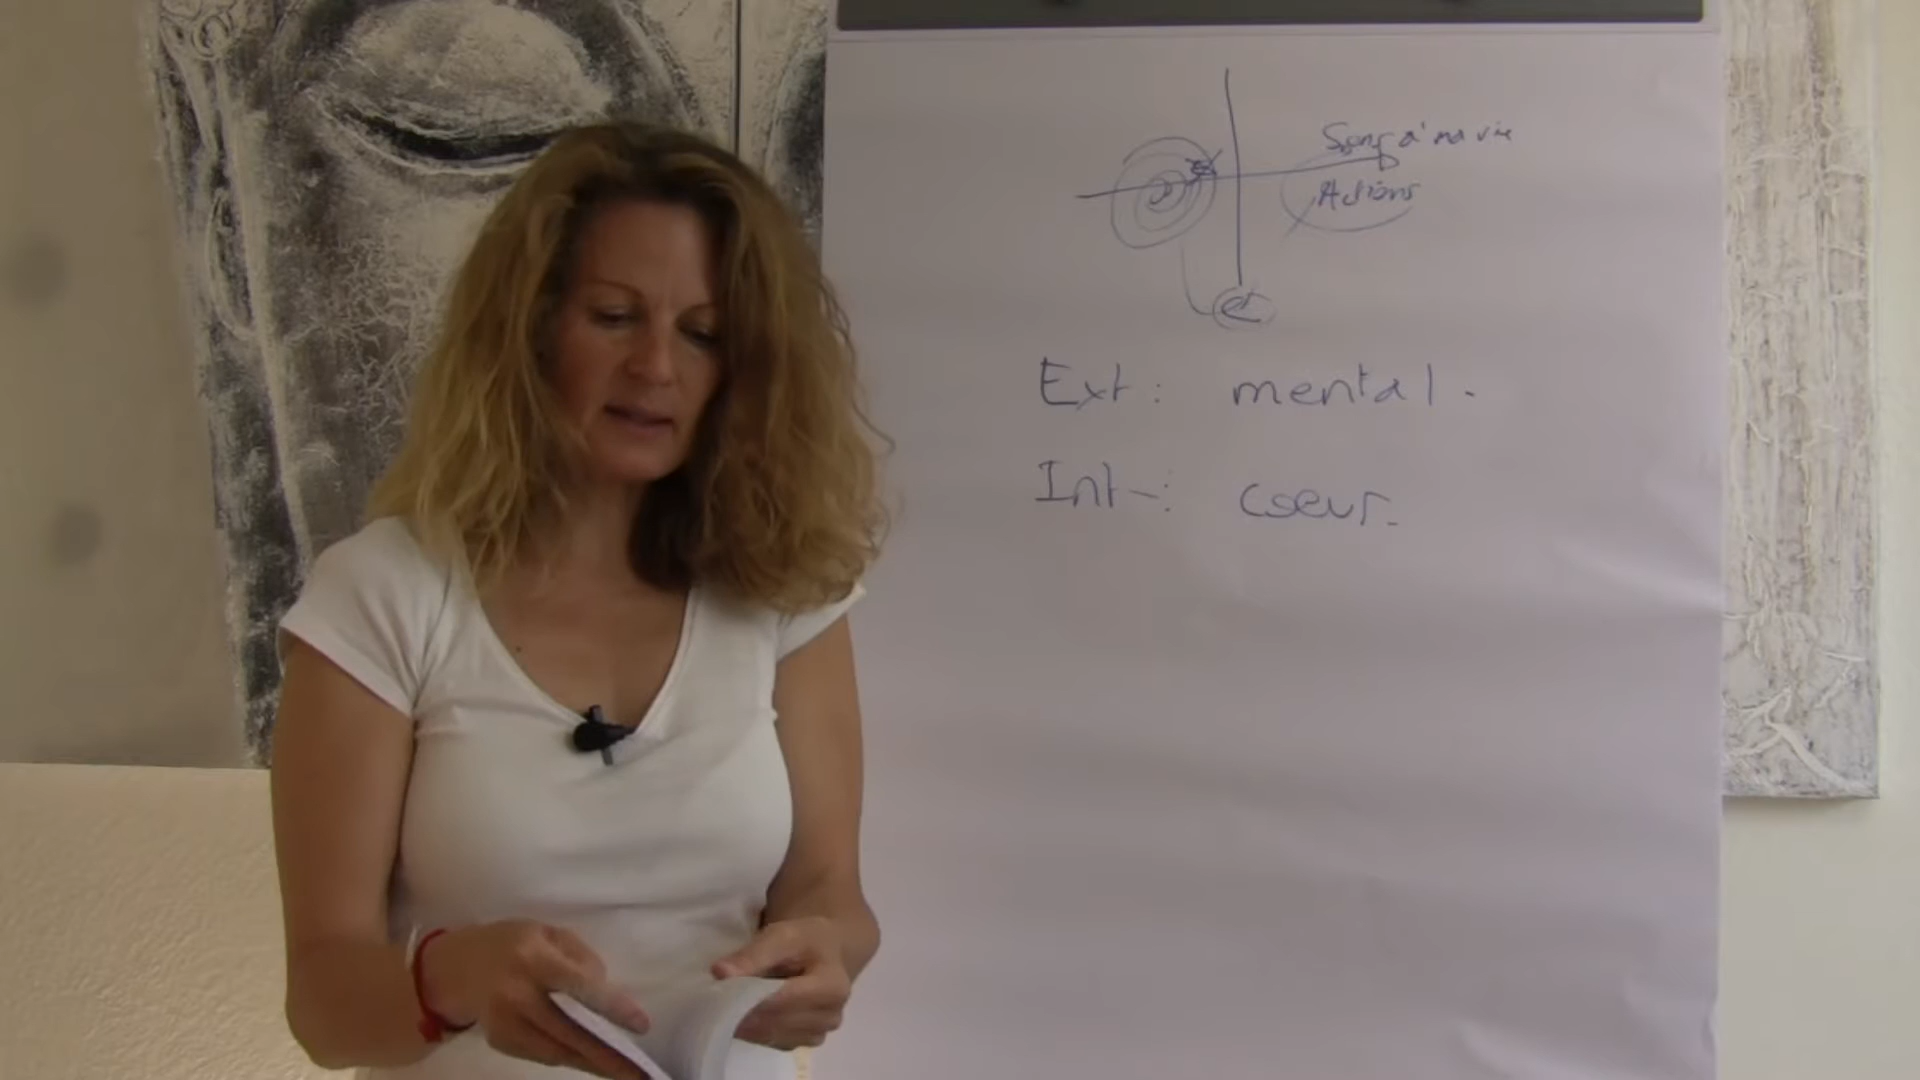 Sens à ma vie
Actions
Ext : mental.
Int : coeur.